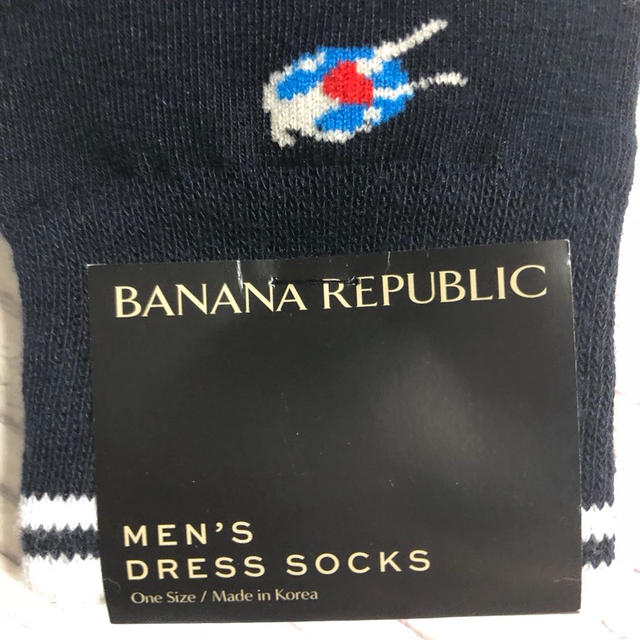 BANANA REPUBLIC
MEN'S
DRESS SOCKS
One Size / Made in Korea